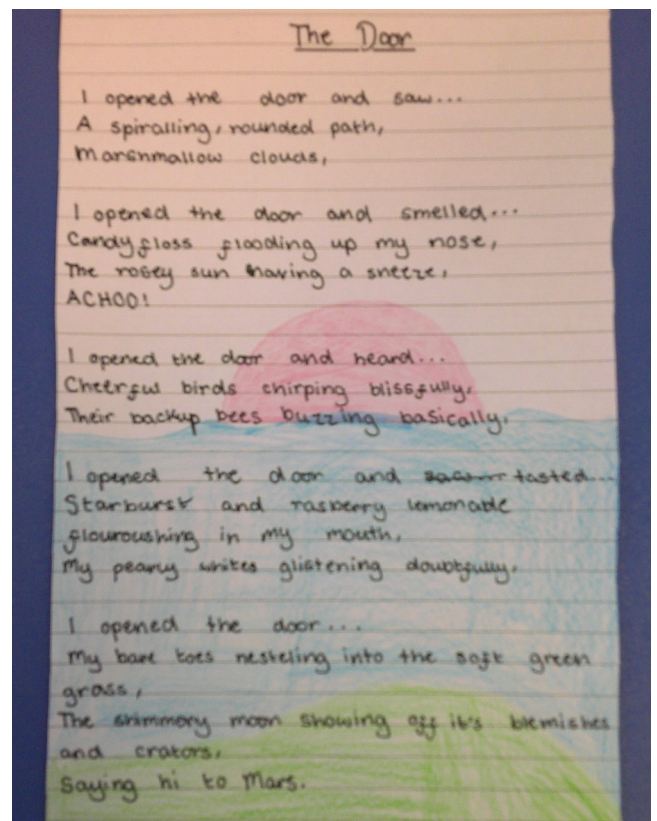 The Door
I opened the door and saw...
A spiralling, rounded path,
Marshmallow clouds,
I opened the door and smelled...
Candyfloss flooding up my nose,
The rosey sun having a sneeze,
ACHOO!
I opened the door and heard...
Cheerful birds chirping blissfully,
Their backup bees buzzing basically.
I opened the door and tasted...
Starburst and rasberry lemonade
flouroushing in my mouth,
My pearly whites glistening doubtfully.
I opened the door...
My bare toes nesteling into the soft green
grass,
The shimmery moon showing off it's blemishes
and crators,
Saying hi to Mars.